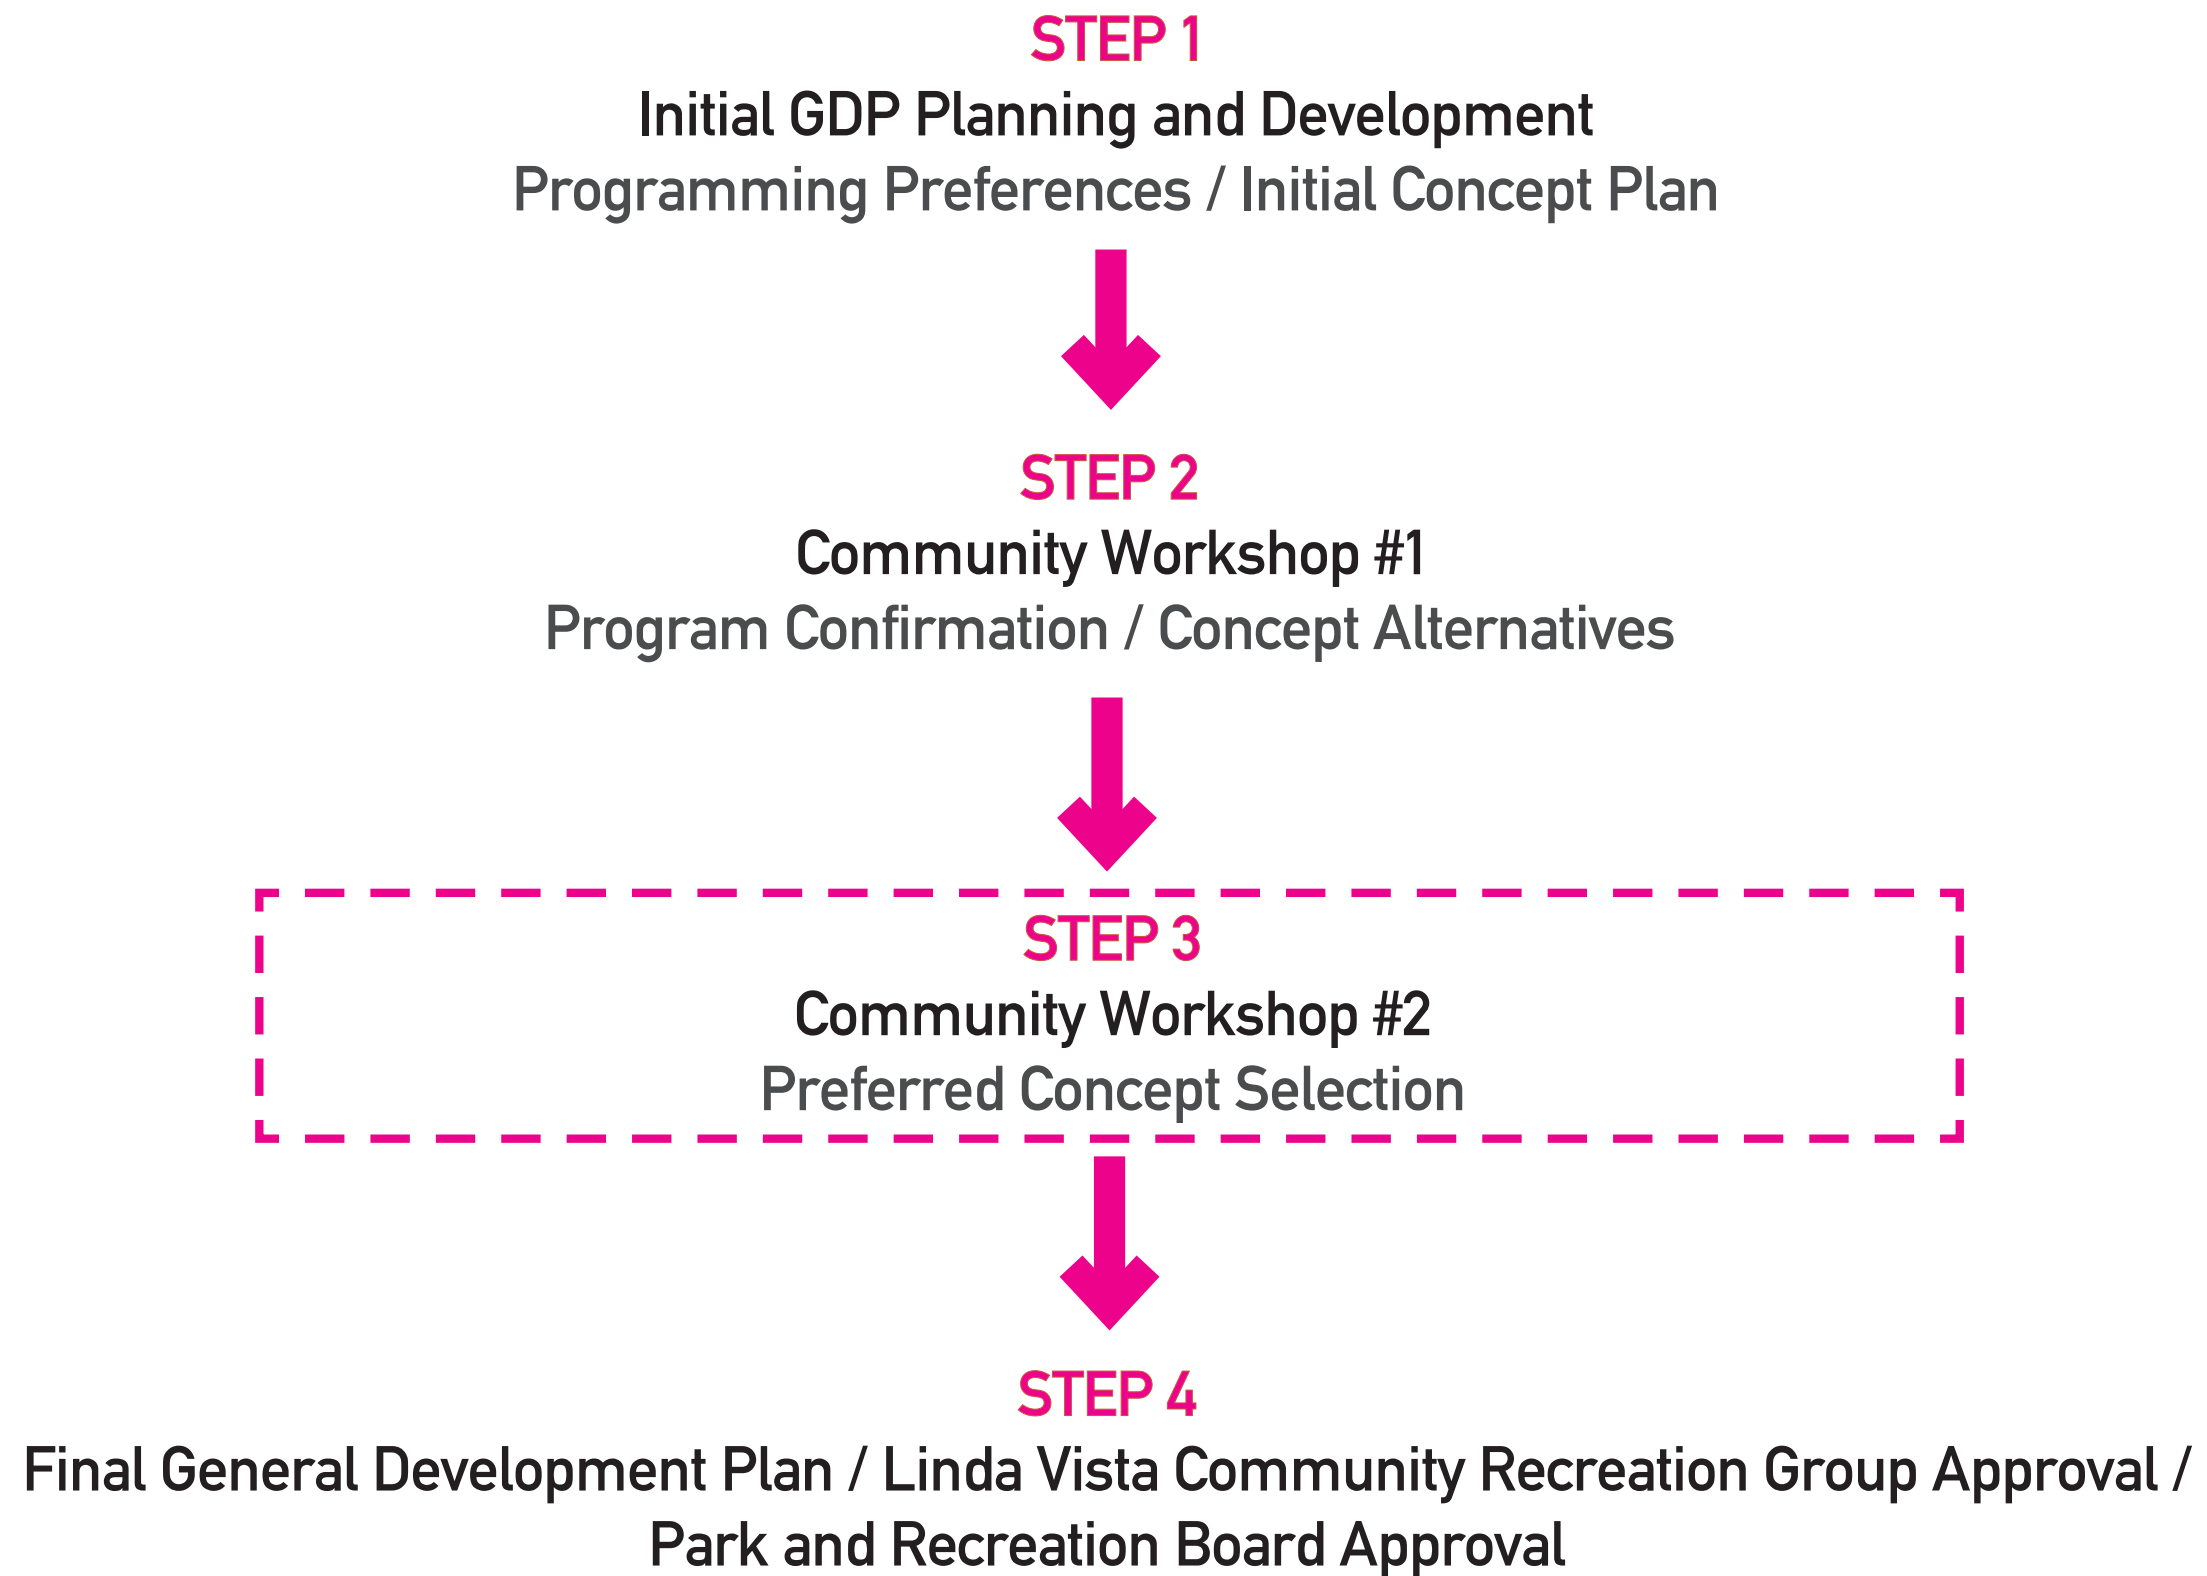 STEP 1
Initial GDP Planning and Development
Programming Preferences / Initial Concept Plan
STEP 2
Community Workshop #1
Program Confirmation / Concept Alternatives
STEP 3
Community Workshop #2
Preferred Concept Selection
STEP 4
Final General Development Plan / Linda Vista Community Recreation Group Approval /
Park and Recreation Board Approval